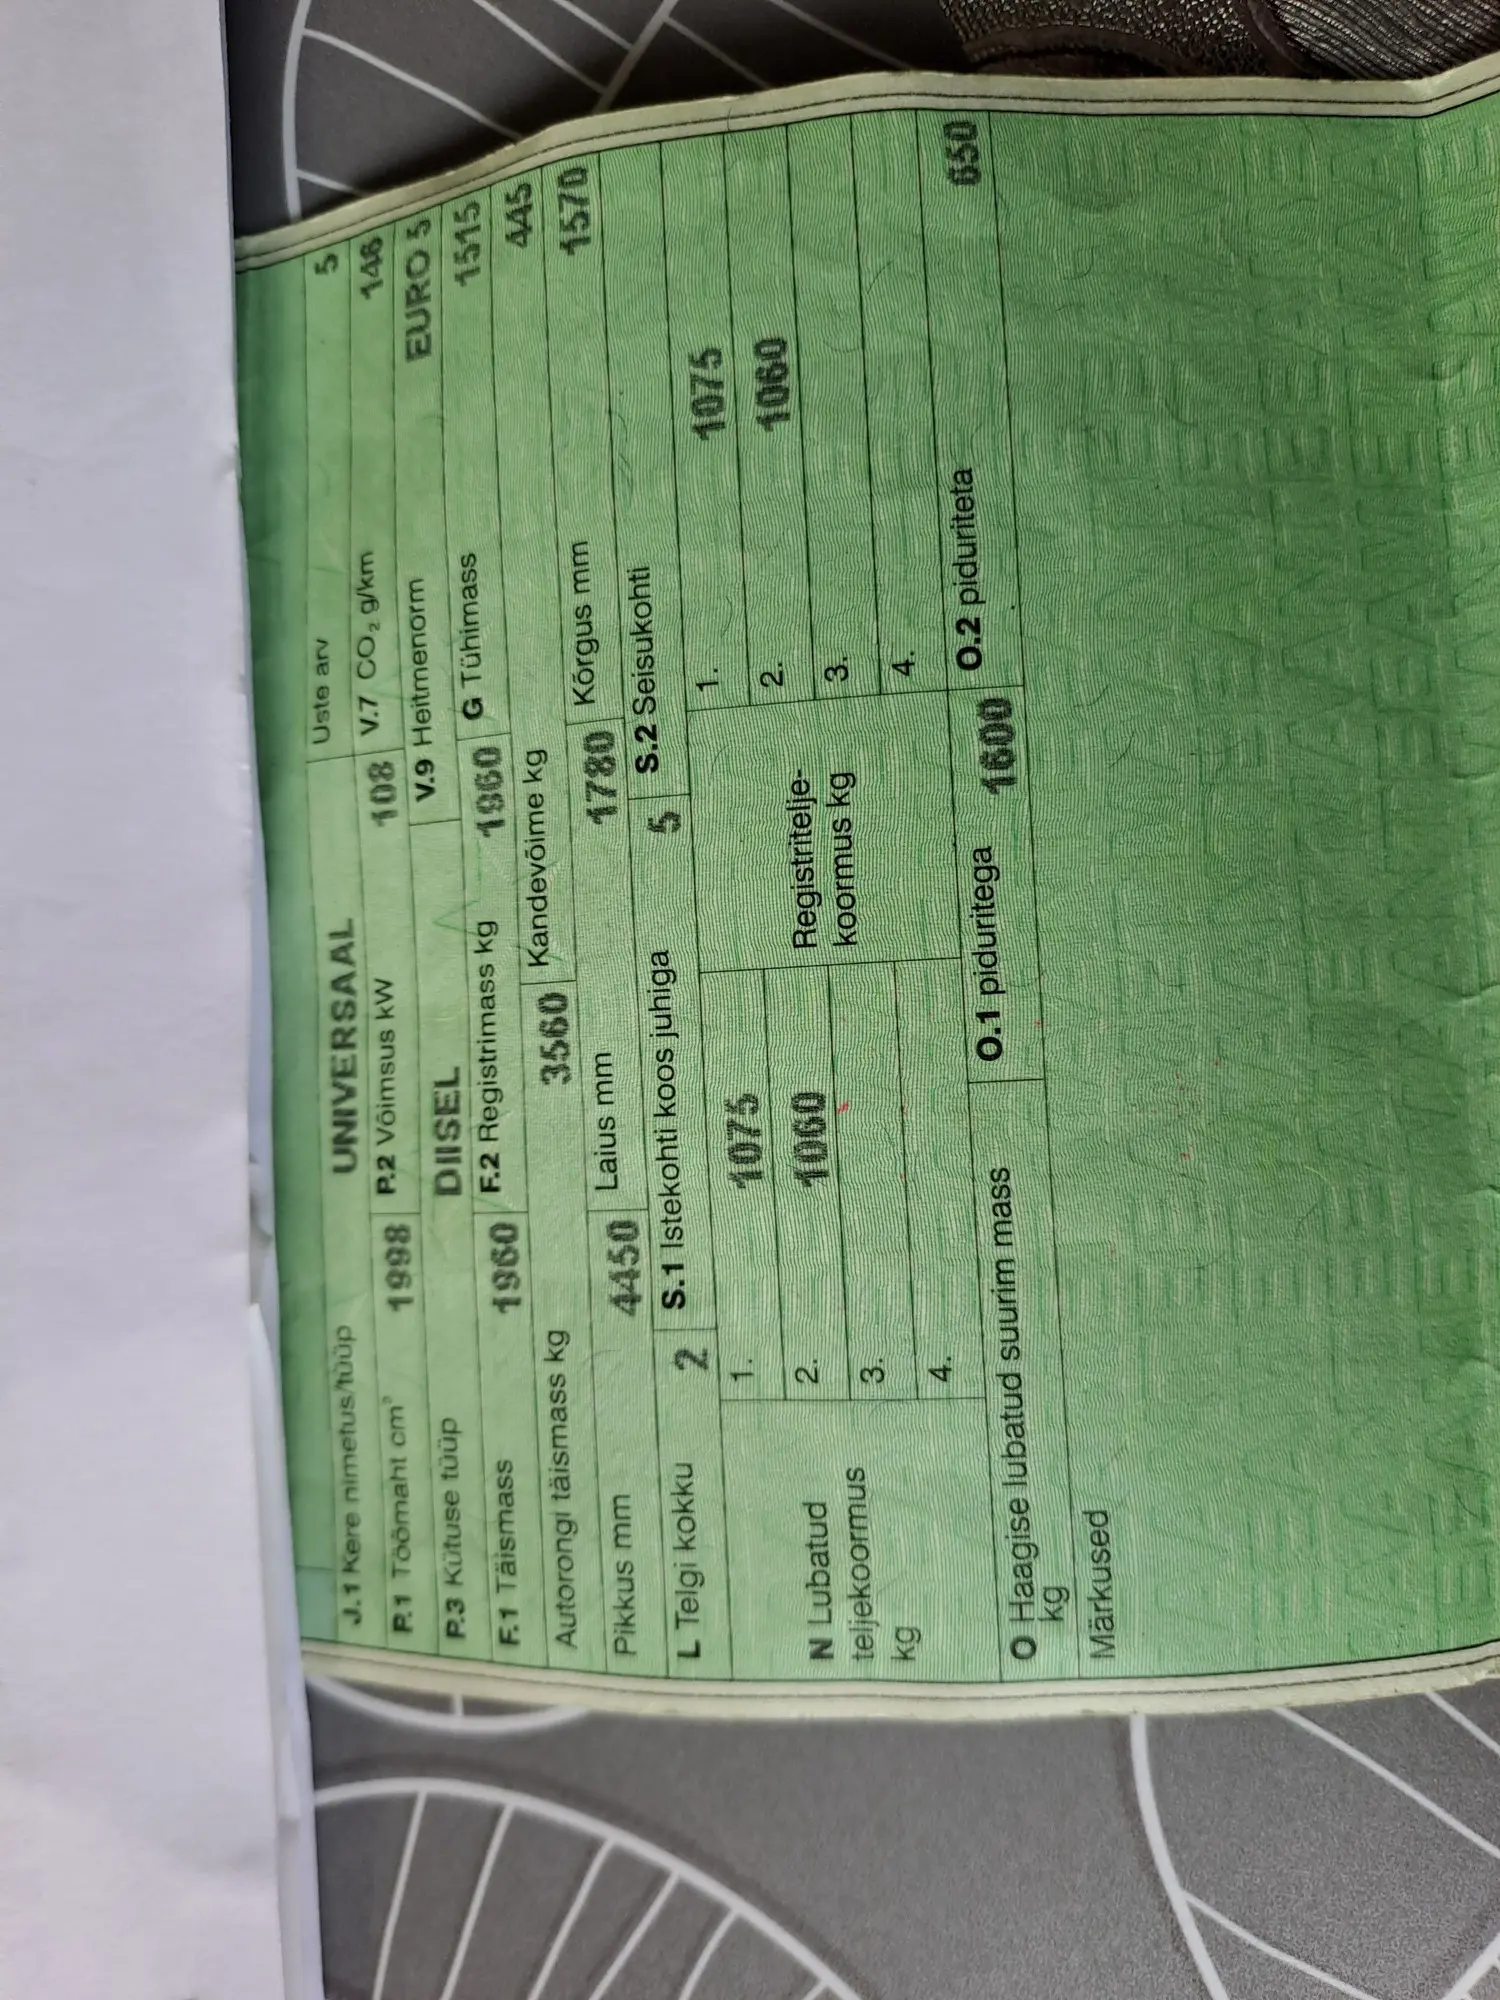 J.1 Kere nimetus/tüüp UNIVERSAAL Uste arv 5
P.1 Töömaht cm³ 1998 P.2 Võimsus kW 108 V.7 CO₂ g/km 146
P.3 Kütuse tüüp DIISEL V.9 Heitmenorm EURO 5
F.1 Täismass 1960 F.2 Registrimass kg 1960 G Tühimass 1515
Autorongi täismass kg 3560 Kandevõime kg 445
Pikkus mm 4450 Laius mm 1780 Kõrgus mm 1570
L Telgi kokku 2 S.1 Istekohti koos juhiga 5 S.2 Seisukohti
N Lubatud teljekoormus kg
1. 1075
2. 1060
3.
4.
Registritelje-
koormus kg
1. 1075
2. 1060
3.
4.
O Haagise lubatud suurim mass kg O.1 piduritega 1600 O.2 piduriteta 650
Märkused